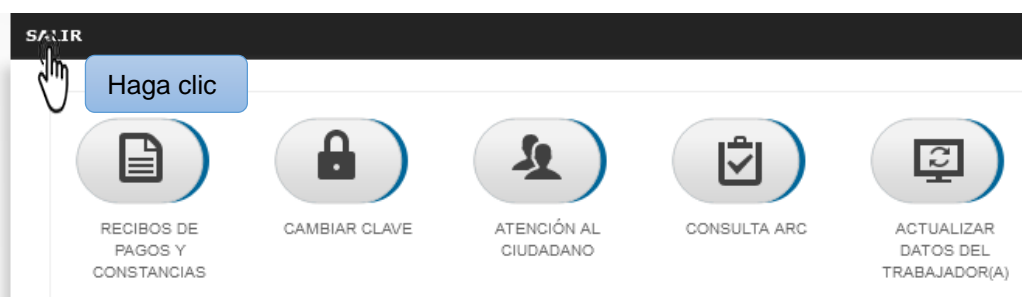 SALIR
Haga clic
RECIBOS DE
PAGOS Y
CONSTANCIAS
CAMBIAR CLAVE
ATENCIÓN AL
CIUDADANO
CONSULTA ARC
ACTUALIZAR
DATOS DEL
TRABAJADOR(A)